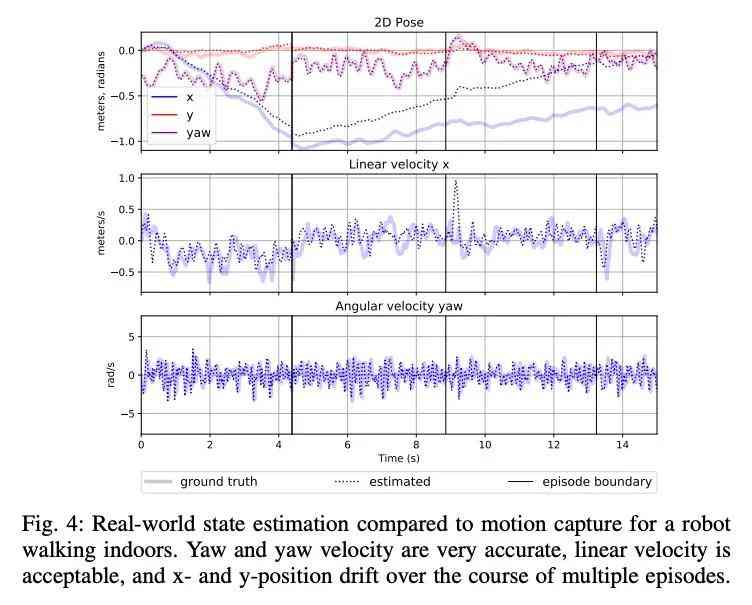 2D Pose
meters, radians
0.0
−0.5
−1.0
x
y
yaw
Linear velocity x
meters/s
1.0
0.5
0.0
−0.5
Angular velocity yaw
rad/s
5
0
−5
0 2 4 6 8 10 12 14
Time (s)
ground truth estimated episode boundary
Fig. 4: Real-world state estimation compared to motion capture for a robot
walking indoors. Yaw and yaw velocity are very accurate, linear velocity is
acceptable, and x- and y-position drift over the course of multiple episodes.